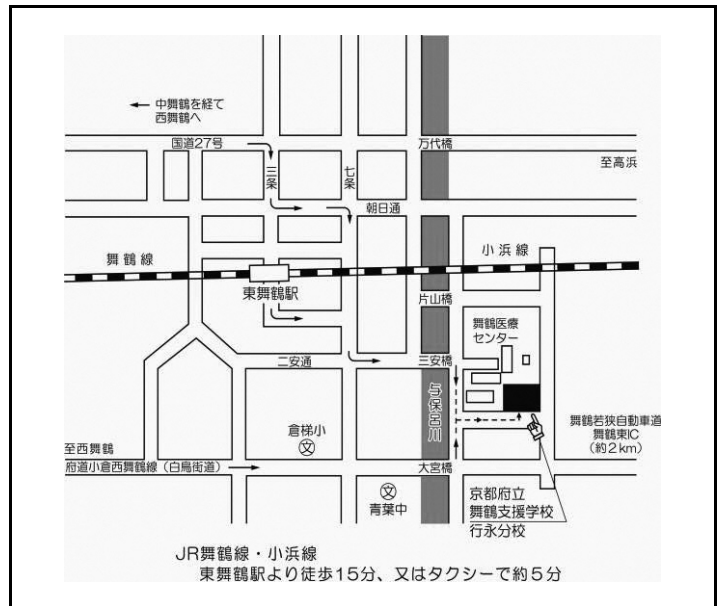 中舞鶴を経て
西舞鶴へ
国道27号
万代橋
至高浜
三条
七条
朝日通
舞鶴線
小浜線
東舞鶴駅
片山橋
舞鶴医療
センター
二安通
三安橋
与保呂川
倉梯小
文
舞鶴若狭自動車道
舞鶴東IC
(約2km)
至西舞鶴
府道小倉西舞鶴線(白鳥街道)
大宮橋
文
青葉中
京都府立
舞鶴支援学校
行永分校
JR舞鶴線・小浜線
東舞鶴駅より徒歩15分、又はタクシーで約5分